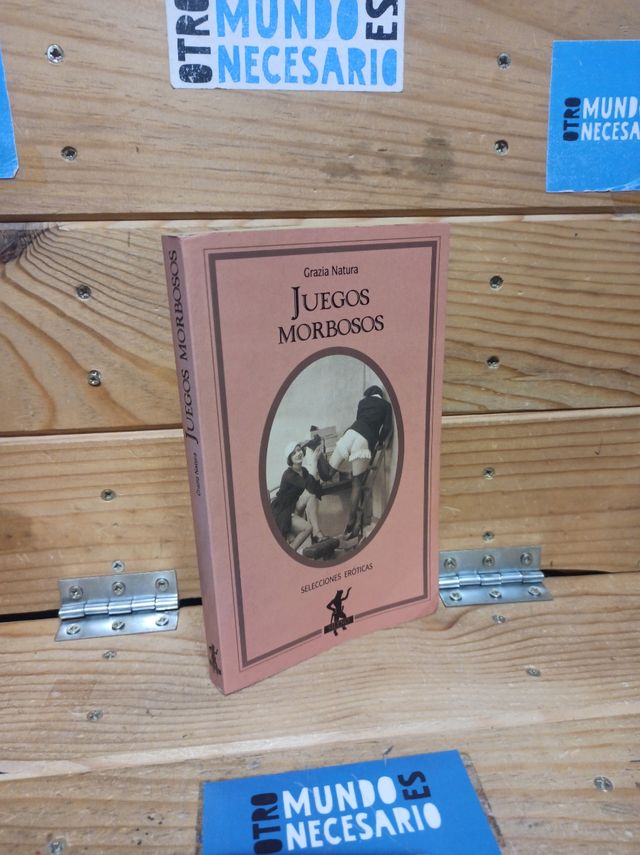 OTRO MUNDO ES NECESARIO
OTRO MUNDO NECESARIO
Grazia Natura
JUEGOS
MORBOSOS
SELECCIONES ERÓTICAS
Grazia Natura JUEGOS MORBOSOS
OTRO MUNDO ES NECESARIO